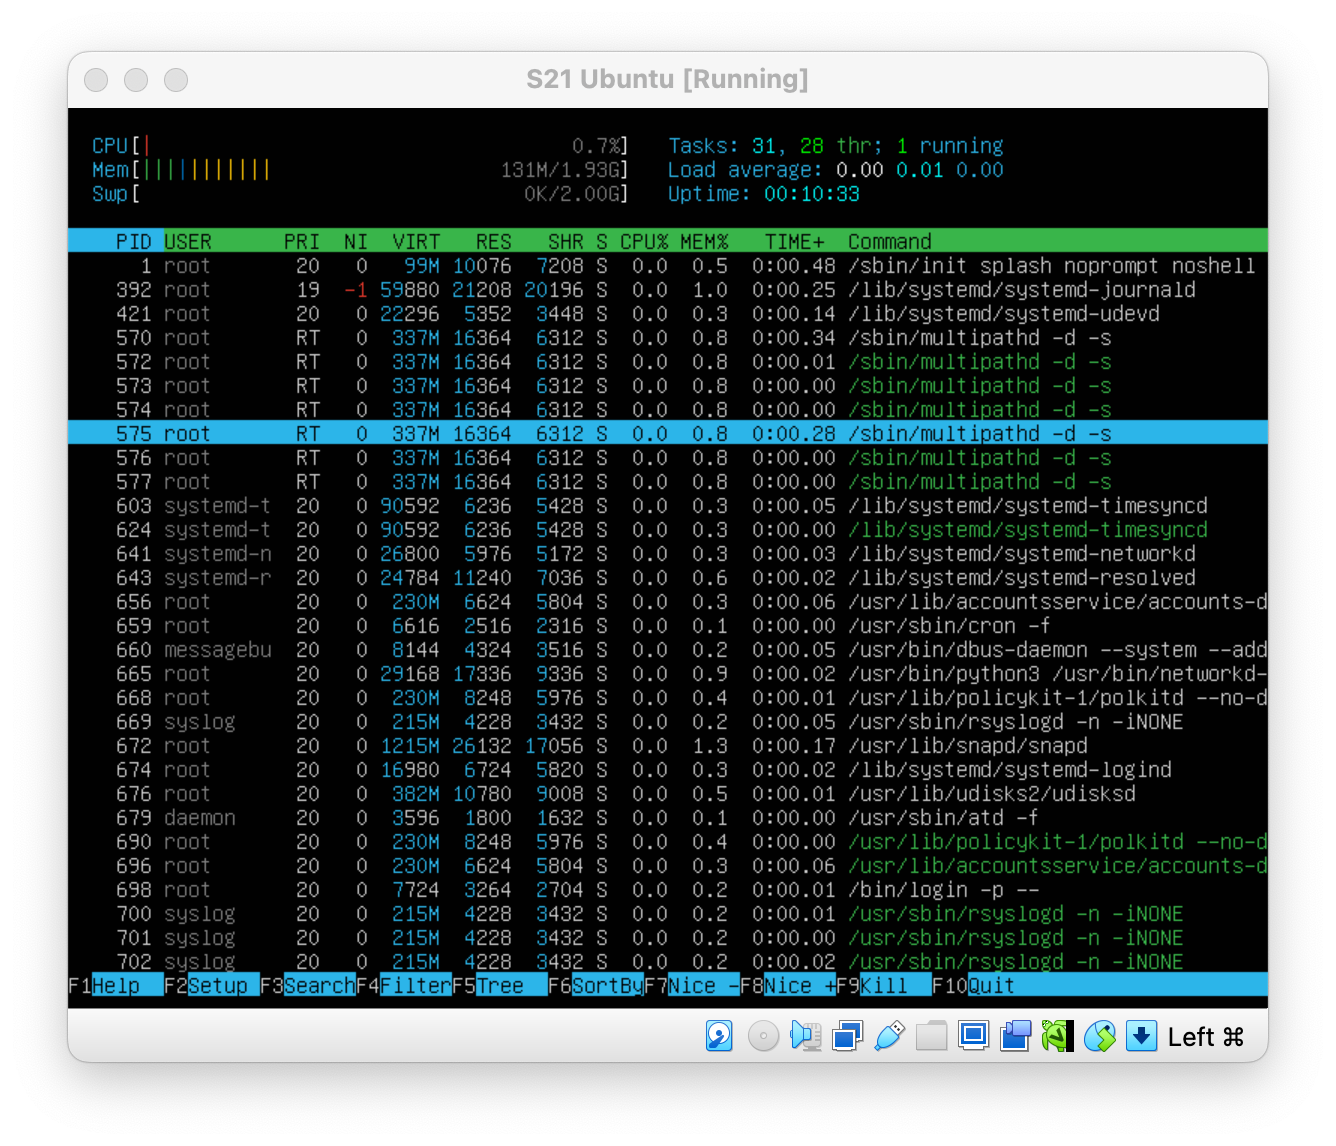 S21 Ubuntu [Running]
CPU[| 0.7%] Tasks: 31, 28 thr; 1 running
Mem[||||||||||| 131M/1.93G] Load average: 0.00 0.01 0.00
Swp[ 0K/2.00G] Uptime: 00:10:33
PID USER PRI NI VIRT RES SHR S CPU% MEM% TIME+ Command
1 root 20 0 99M 10076 7208 S 0.0 0.5 0:00.48 /sbin/init splash noprompt noshell
392 root 19 -1 59880 21208 20196 S 0.0 1.0 0:00.25 /lib/systemd/systemd-journald
421 root 20 0 22296 5352 3448 S 0.0 0.3 0:00.14 /lib/systemd/systemd-udevd
570 root RT 0 337M 16364 6312 S 0.0 0.8 0:00.34 /sbin/multipathd -d -s
572 root RT 0 337M 16364 6312 S 0.0 0.8 0:00.01 /sbin/multipathd -d -s
573 root RT 0 337M 16364 6312 S 0.0 0.8 0:00.00 /sbin/multipathd -d -s
574 root RT 0 337M 16364 6312 S 0.0 0.8 0:00.00 /sbin/multipathd -d -s
575 root RT 0 337M 16364 6312 S 0.0 0.8 0:00.28 /sbin/multipathd -d -s
576 root RT 0 337M 16364 6312 S 0.0 0.8 0:00.00 /sbin/multipathd -d -s
577 root RT 0 337M 16364 6312 S 0.0 0.8 0:00.00 /sbin/multipathd -d -s
603 systemd-t 20 0 90592 6236 5428 S 0.0 0.3 0:00.05 /lib/systemd/systemd-timesyncd
624 systemd-t 20 0 90592 6236 5428 S 0.0 0.3 0:00.00 /lib/systemd/systemd-timesyncd
641 systemd-n 20 0 26800 5976 5172 S 0.0 0.3 0:00.03 /lib/systemd/systemd-networkd
643 systemd-r 20 0 24784 11240 7036 S 0.0 0.6 0:00.02 /lib/systemd/systemd-resolved
656 root 20 0 230M 6624 5804 S 0.0 0.3 0:00.06 /usr/lib/accountsservice/accounts-d
659 root 20 0 6616 2516 2316 S 0.0 0.1 0:00.00 /usr/sbin/cron -f
660 messagebu 20 0 8144 4324 3516 S 0.0 0.2 0:00.05 /usr/bin/dbus-daemon --system --add
665 root 20 0 29168 17336 9336 S 0.0 0.9 0:00.02 /usr/bin/python3 /usr/bin/networkd-
668 root 20 0 230M 8248 5976 S 0.0 0.4 0:00.01 /usr/lib/policykit-1/polkitd --no-d
669 syslog 20 0 215M 4228 3432 S 0.0 0.2 0:00.05 /usr/sbin/rsyslogd -n -iNONE
672 root 20 0 1215M 26132 17056 S 0.0 1.3 0:00.17 /usr/lib/snapd/snapd
674 root 20 0 16980 6724 5820 S 0.0 0.3 0:00.02 /lib/systemd/systemd-logind
676 root 20 0 382M 10780 9008 S 0.0 0.5 0:00.01 /usr/lib/udisks2/udisksd
679 daemon 20 0 3596 1800 1632 S 0.0 0.1 0:00.00 /usr/sbin/atd -f
690 root 20 0 230M 8248 5976 S 0.0 0.4 0:00.00 /usr/lib/policykit-1/polkitd --no-d
696 root 20 0 230M 6624 5804 S 0.0 0.3 0:00.06 /usr/lib/accountsservice/accounts-d
698 root 20 0 7724 3264 2704 S 0.0 0.2 0:00.01 /bin/login -p --
700 syslog 20 0 215M 4228 3432 S 0.0 0.2 0:00.01 /usr/sbin/rsyslogd -n -iNONE
701 syslog 20 0 215M 4228 3432 S 0.0 0.2 0:00.00 /usr/sbin/rsyslogd -n -iNONE
702 syslog 20 0 215M 4228 3432 S 0.0 0.2 0:00.02 /usr/sbin/rsyslogd -n -iNONE
F1Help F2Setup F3SearchF4FilterF5Tree F6SortByF7Nice -F8Nice +F9Kill F10Quit
Left ⌘